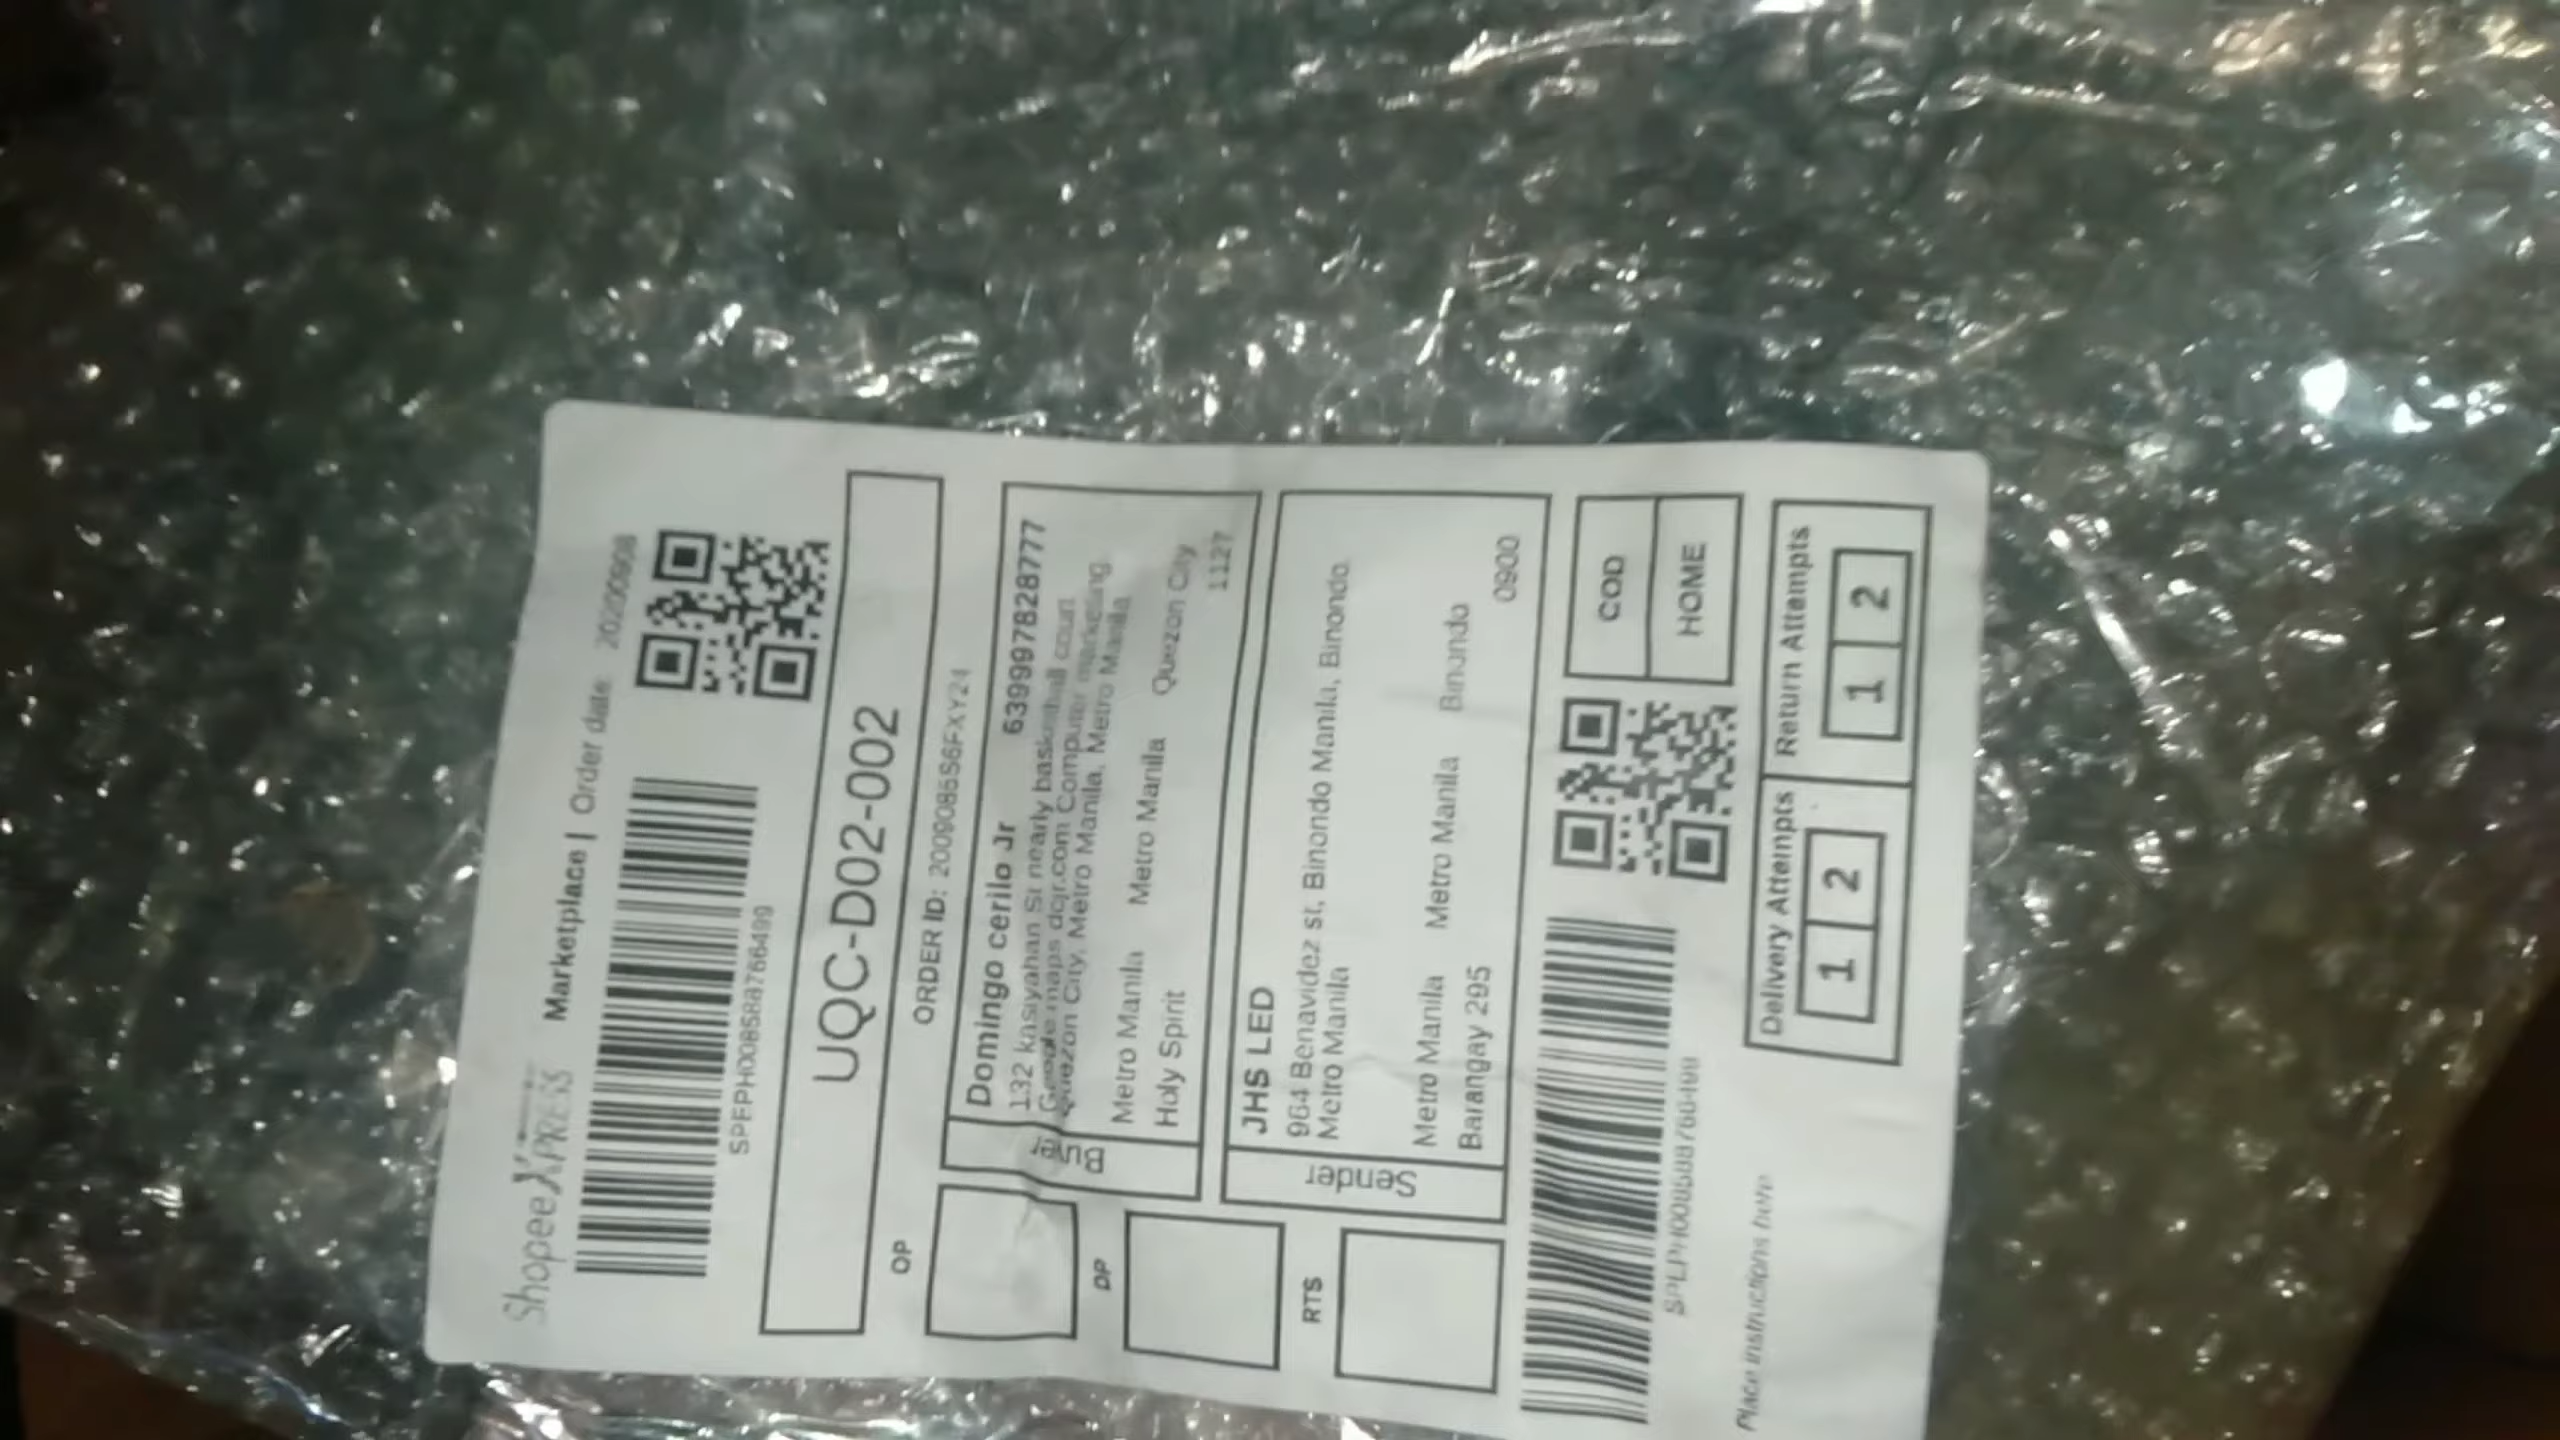 Shopee XPRESS Marketplace | Order date: 20200908
SPEPH0085887766499
UQC-D02-002
ORDER ID: 2009085S6FXY24
OP
Buyer
Domingo cerilo Jr 639997828777
132 kasiyahan St nearly basketball court
Google maps dcjr.com Computer marketing
Quezon City, Metro Manila, Metro Manila
Metro Manila Metro Manila Quezon City
Holy Spirit 1127
DP
Sender
JHS LED
964 Benavidez st, Binondo Manila, Binondo,
Metro Manila
Metro Manila Metro Manila Binondo
Barangay 295 0900
RTS
COD
HOME
Delivery Attempts Return Attempts
1 2 1 2
Place instructions here